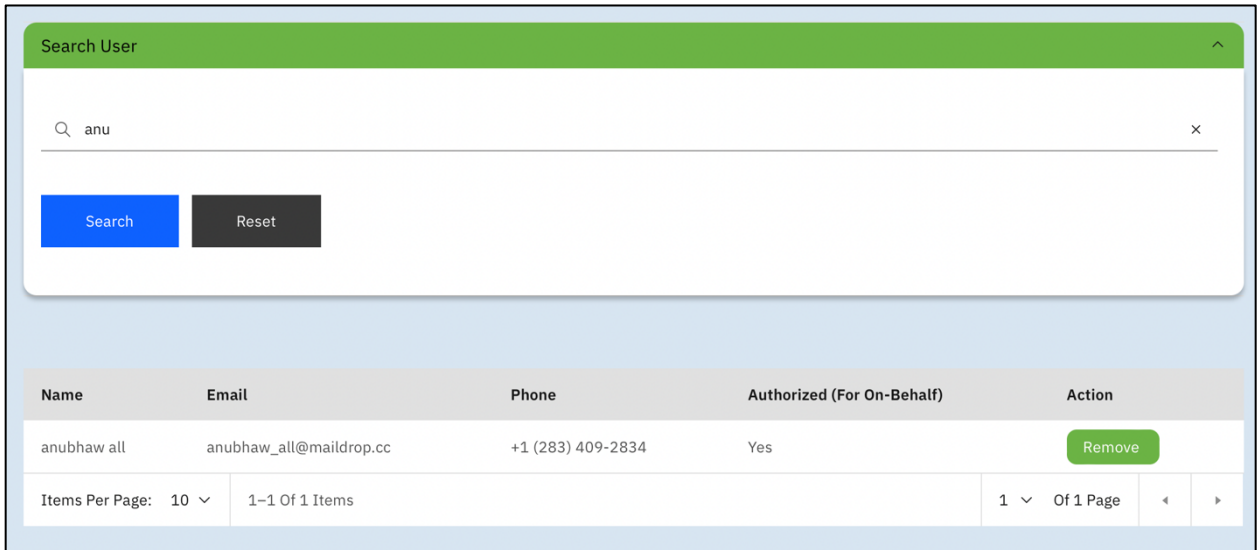 Search User
anu
Search Reset
Name Email Phone Authorized (For On-Behalf) Action
anubhaw all anubhaw_all@maildrop.cc +1 (283) 409-2834 Yes Remove
Items Per Page: 10 1–1 Of 1 Items 1 Of 1 Page